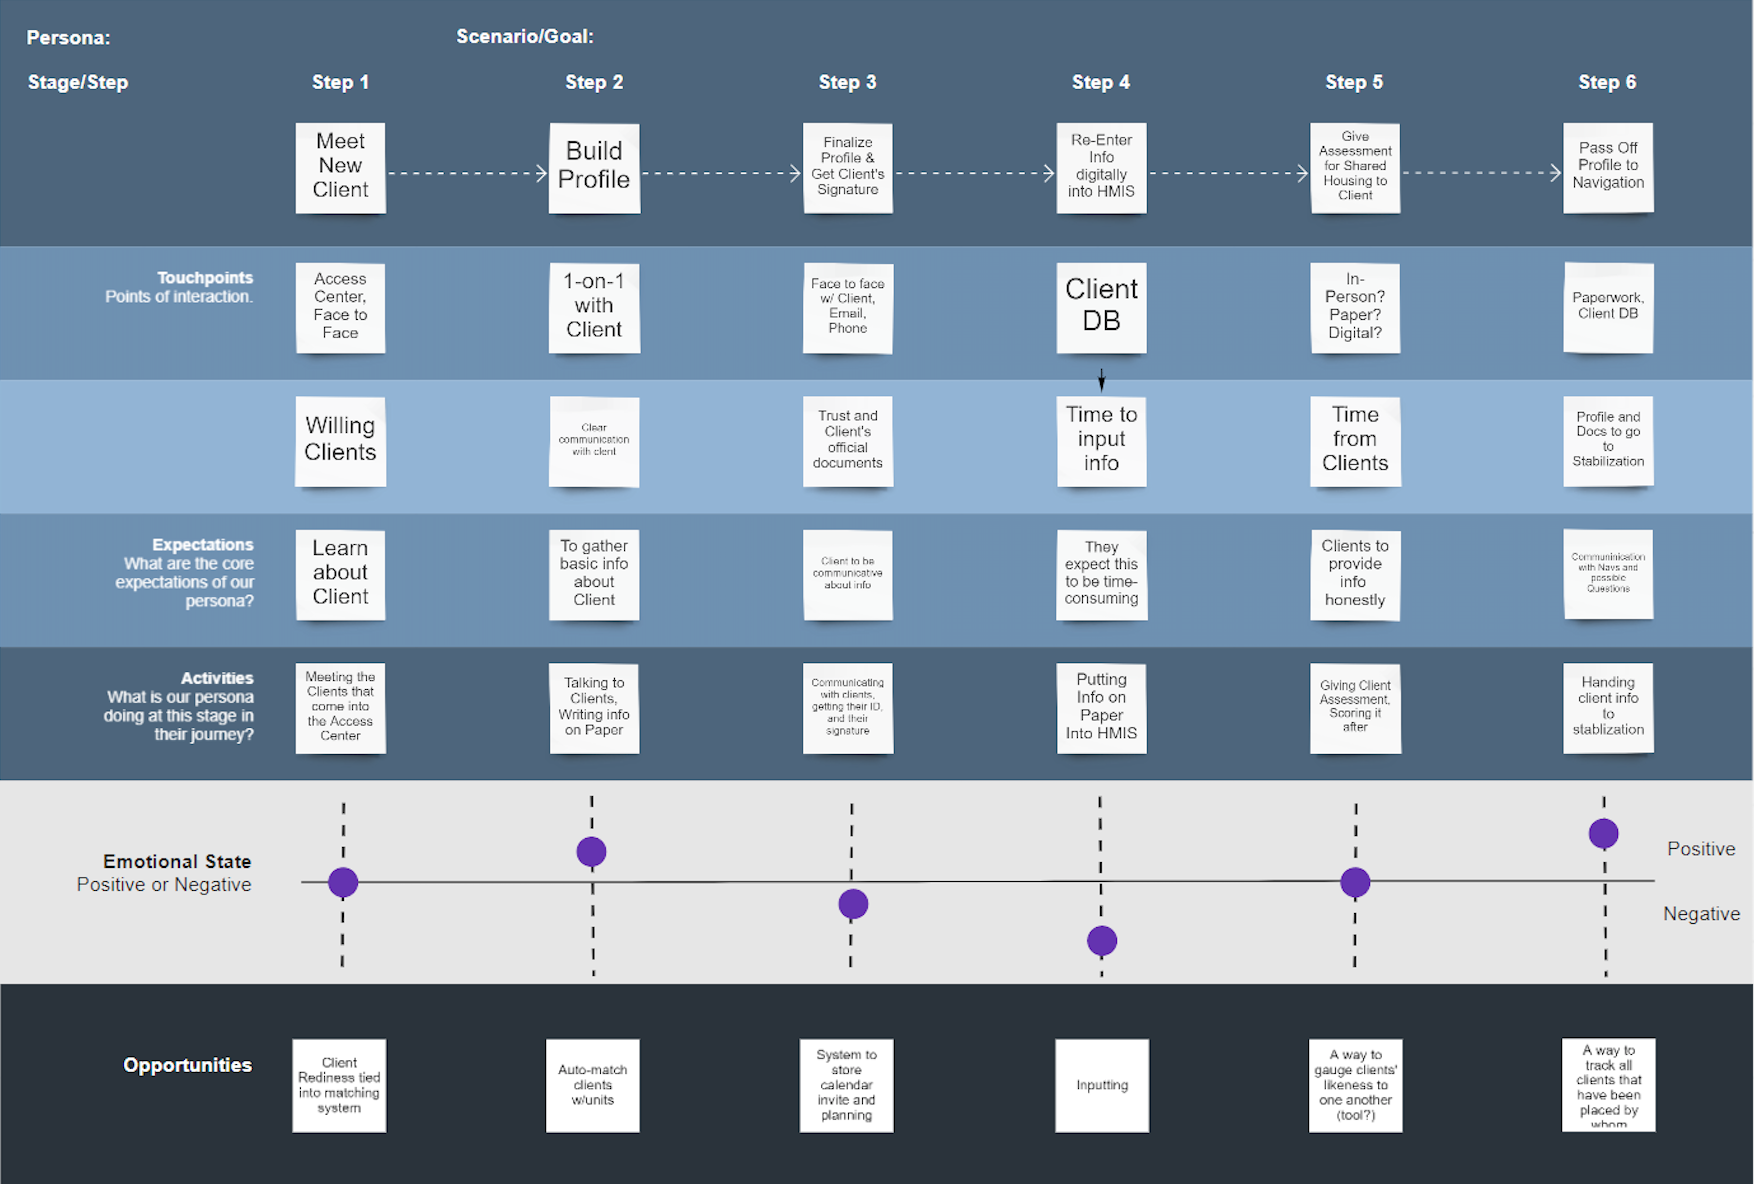 Persona:
Scenario/Goal:
Stage/Step
Step 1
Step 2
Step 3
Step 4
Step 5
Step 6
Meet
New
Client
Build
Profile
Finalize
Profile &
Get Client's
Signature
Re-Enter
Info
digitally
into HMIS
Give
Assessment
for Shared
Housing to
Client
Pass Off
Profile to
Navigation
Touchpoints
Points of interaction.
Access
Center,
Face to
Face
1-on-1
with
Client
Face to face
w/ Client,
Email,
Phone
Client
DB
In-
Person?
Paper?
Digital?
Paperwork,
Client DB
Willing
Clients
Clear
communication
with client
Trust and
Client's
official
documents
Time to
input
info
Time
from
Clients
Profile and
Docs to go
to
Stabilization
Expectations
What are the core
expectations of our
persona?
Learn
about
Client
To gather
basic info
about
Client
Client to be
communicative
about info
They
expect this
to be time-
consuming
Clients to
provide
info
honestly
Communinication
with Navs and
possible
Questions
Activities
What is our persona
doing at this stage in
their journey?
Meeting the
Clients that
come into
the Access
Center
Talking to
Clients,
Writing info
on Paper
Communicating
with clients,
getting their ID,
and their
signature
Putting
Info on
Paper
Into HMIS
Giving Client
Assessment,
Scoring it
after
Handing
client info
to
stablization
Emotional State
Positive or Negative
Positive
Negative
Opportunities
Client
Rediness tied
into matching
system
Auto-match
clients
w/units
System to
store
calendar
invite and
planning
Inputting
A way to
gauge clients'
likeness to
one another
(tool?)
A way to
track all
clients that
have been
placed by
whom